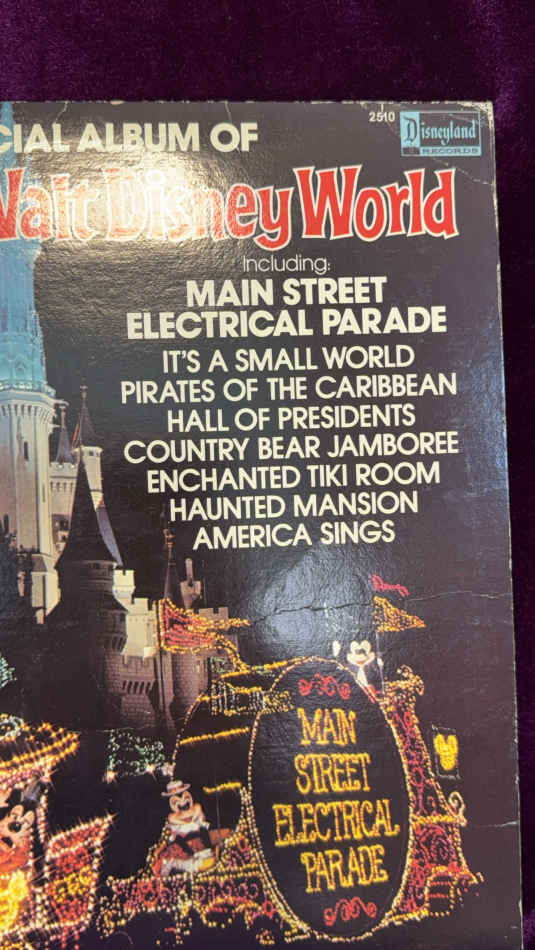 2510
Disneyland
RECORDS
CIAL ALBUM OF
Walt Disney World
Including:
MAIN STREET
ELECTRICAL PARADE
IT'S A SMALL WORLD
PIRATES OF THE CARIBBEAN
HALL OF PRESIDENTS
COUNTRY BEAR JAMBOREE
ENCHANTED TIKI ROOM
HAUNTED MANSION
AMERICA SINGS
MAIN
STREET
ELECTRICAL
PARADE